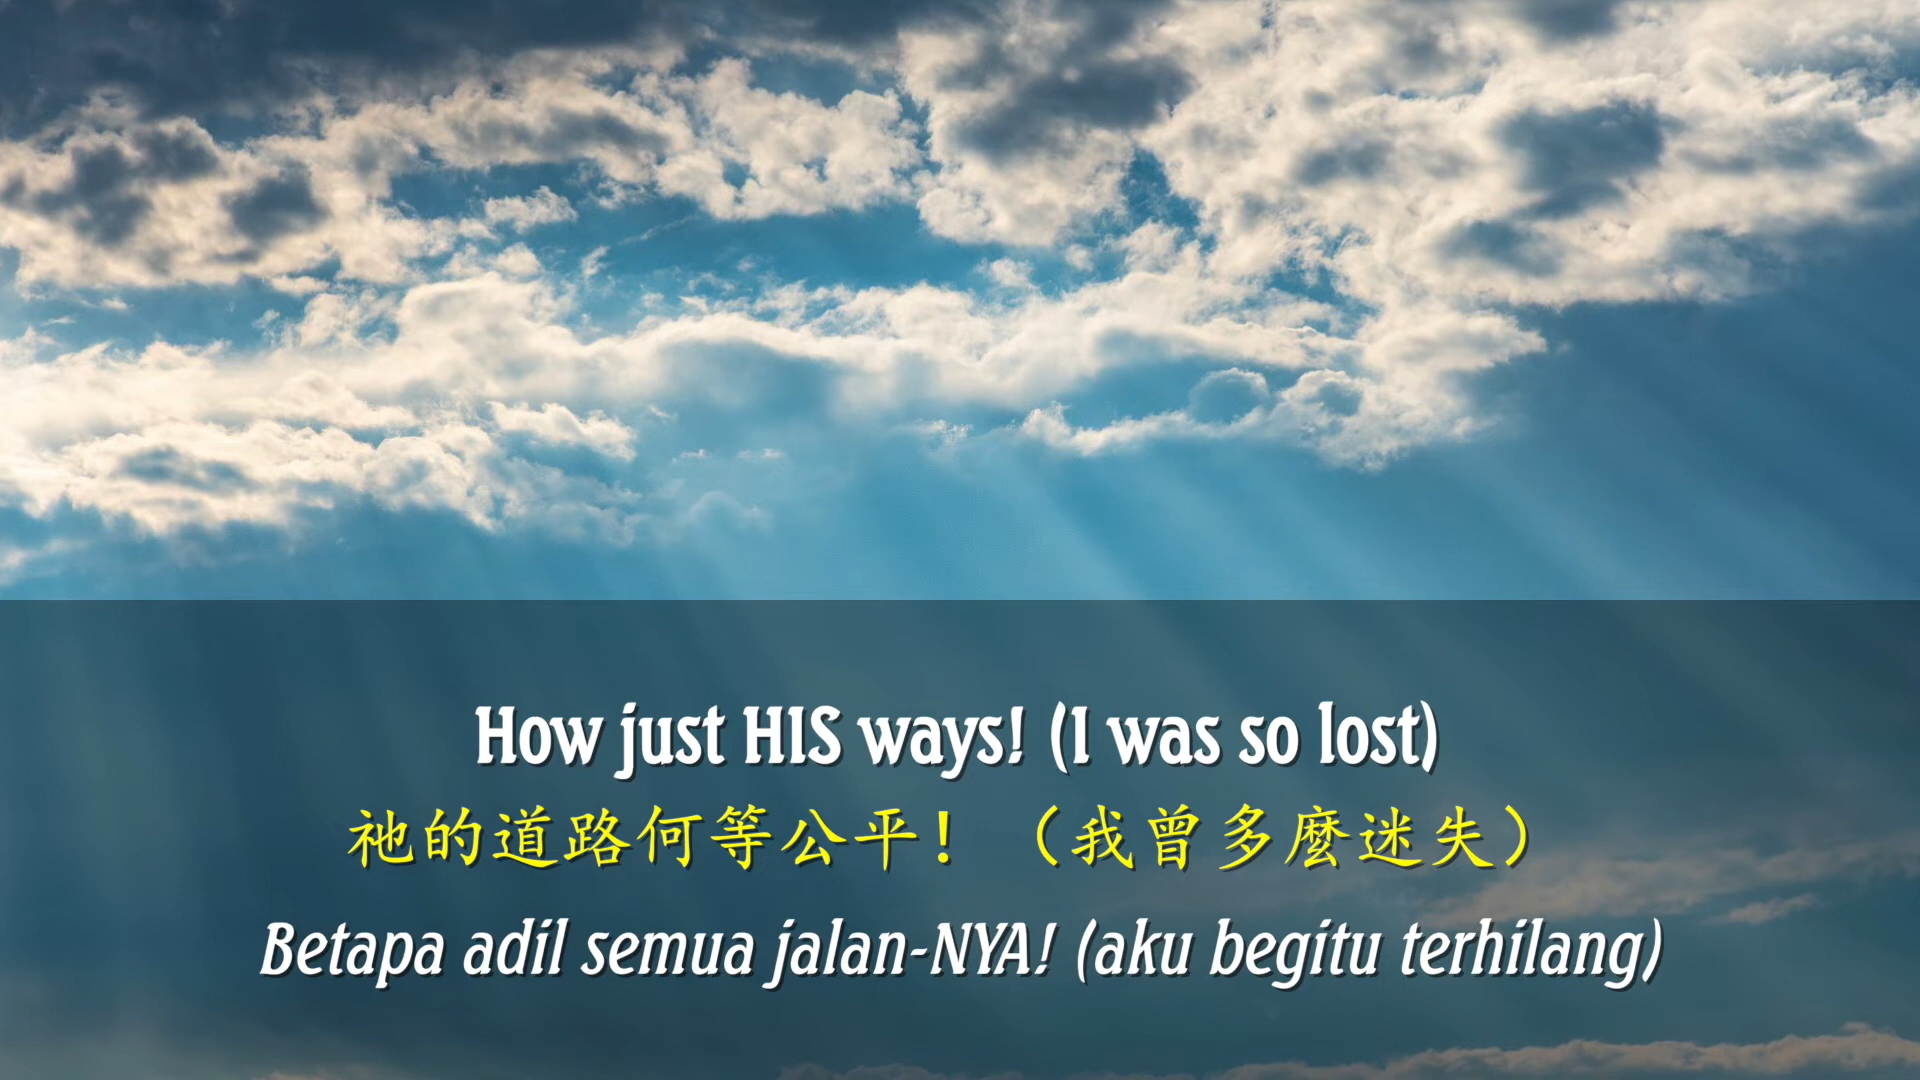 How just HIS ways! (I was so lost)
祂的道路何等公平！（我曾多麼迷失）
Betapa adil semua jalan-NYA! (aku begitu terhilang)